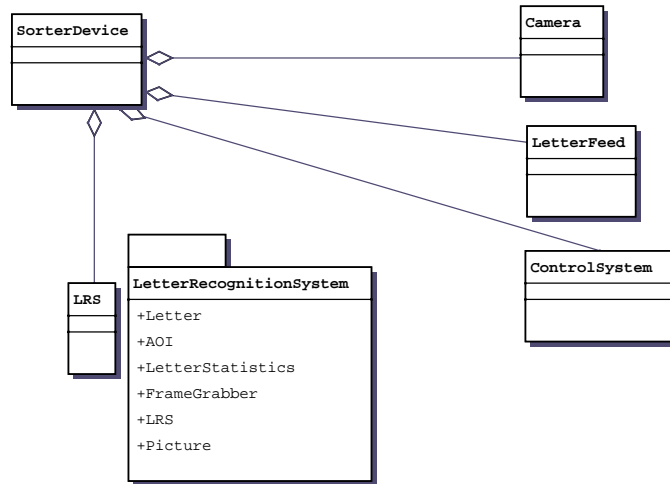 SorterDevice
Camera
LetterFeed
ControlSystem
LRS
LetterRecognitionSystem
+Letter
+AOI
+LetterStatistics
+FrameGrabber
+LRS
+Picture